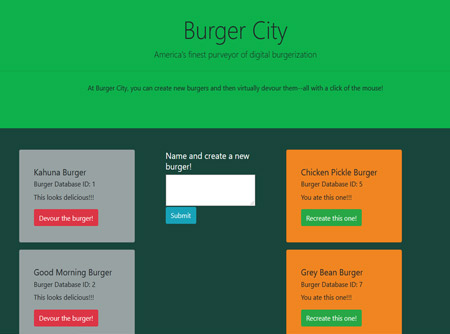 Burger City
America's finest purveyor of digital burgerization
At Burger City, you can create new burgers and then virtually devour them--all with a click of the mouse!
Kahuna Burger
Burger Database ID: 1
This looks delicious!!!
Devour the burger!
Good Morning Burger
Burger Database ID: 2
This looks delicious!!!
Devour the burger!
Name and create a new
burger!
Submit
Chicken Pickle Burger
Burger Database ID: 5
You ate this one!!!
Recreate this one!
Grey Bean Burger
Burger Database ID: 7
You ate this one!!!
Recreate this one!